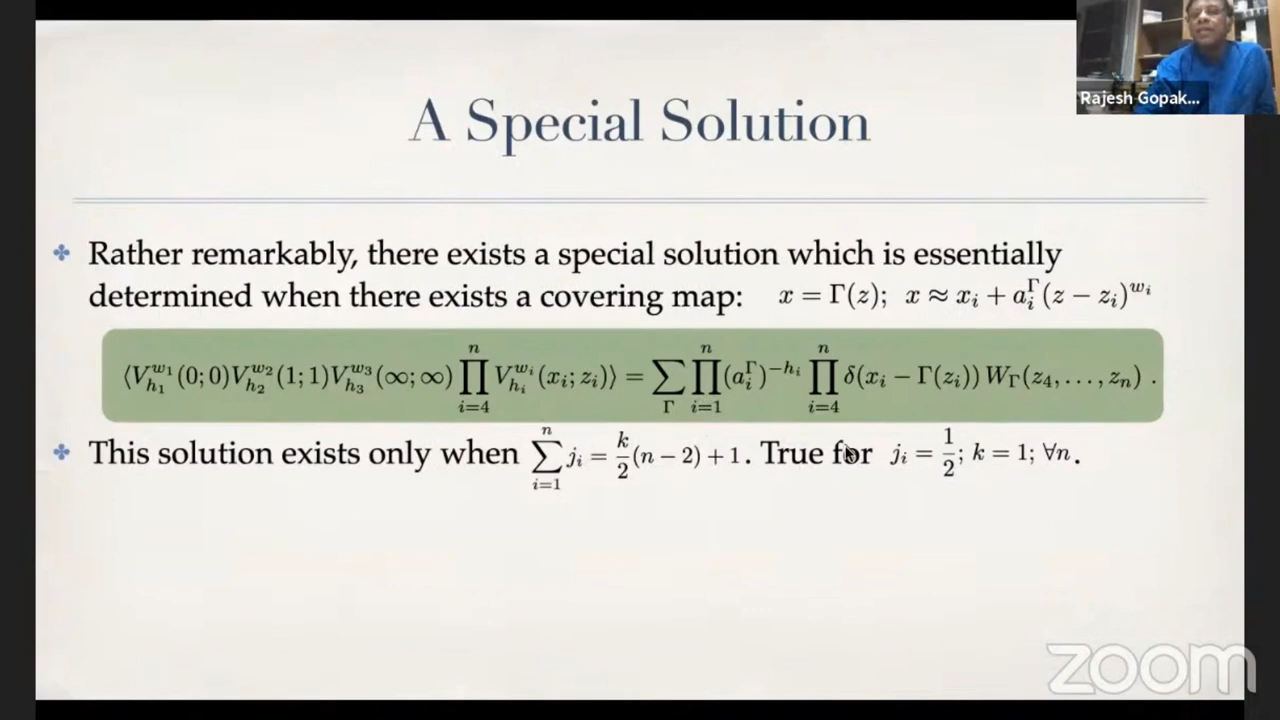 Rajesh Gopak...
A Special Solution
Rather remarkably, there exists a special solution which is essentially
determined when there exists a covering map: x = Γ(z); x ≈ x_i + a_i^Γ (z − z_i)^{w_i}
⟨V_{h_1}^{w_1}(0;0)V_{h_2}^{w_2}(1;1)V_{h_3}^{w_3}(∞;∞) ∏_{i=4}^{n} V_{h_i}^{w_i}(x_i; z_i)⟩ = ∑_Γ ∏_{i=1}^{n} (a_i^Γ)^{−h_i} ∏_{i=4}^{n} δ(x_i − Γ(z_i)) W_Γ(z_4, . . . , z_n) .
This solution exists only when ∑_{i=1}^{n} j_i = k/2 (n − 2) + 1. True for j_i = 1/2; k = 1; ∀n.
zoom